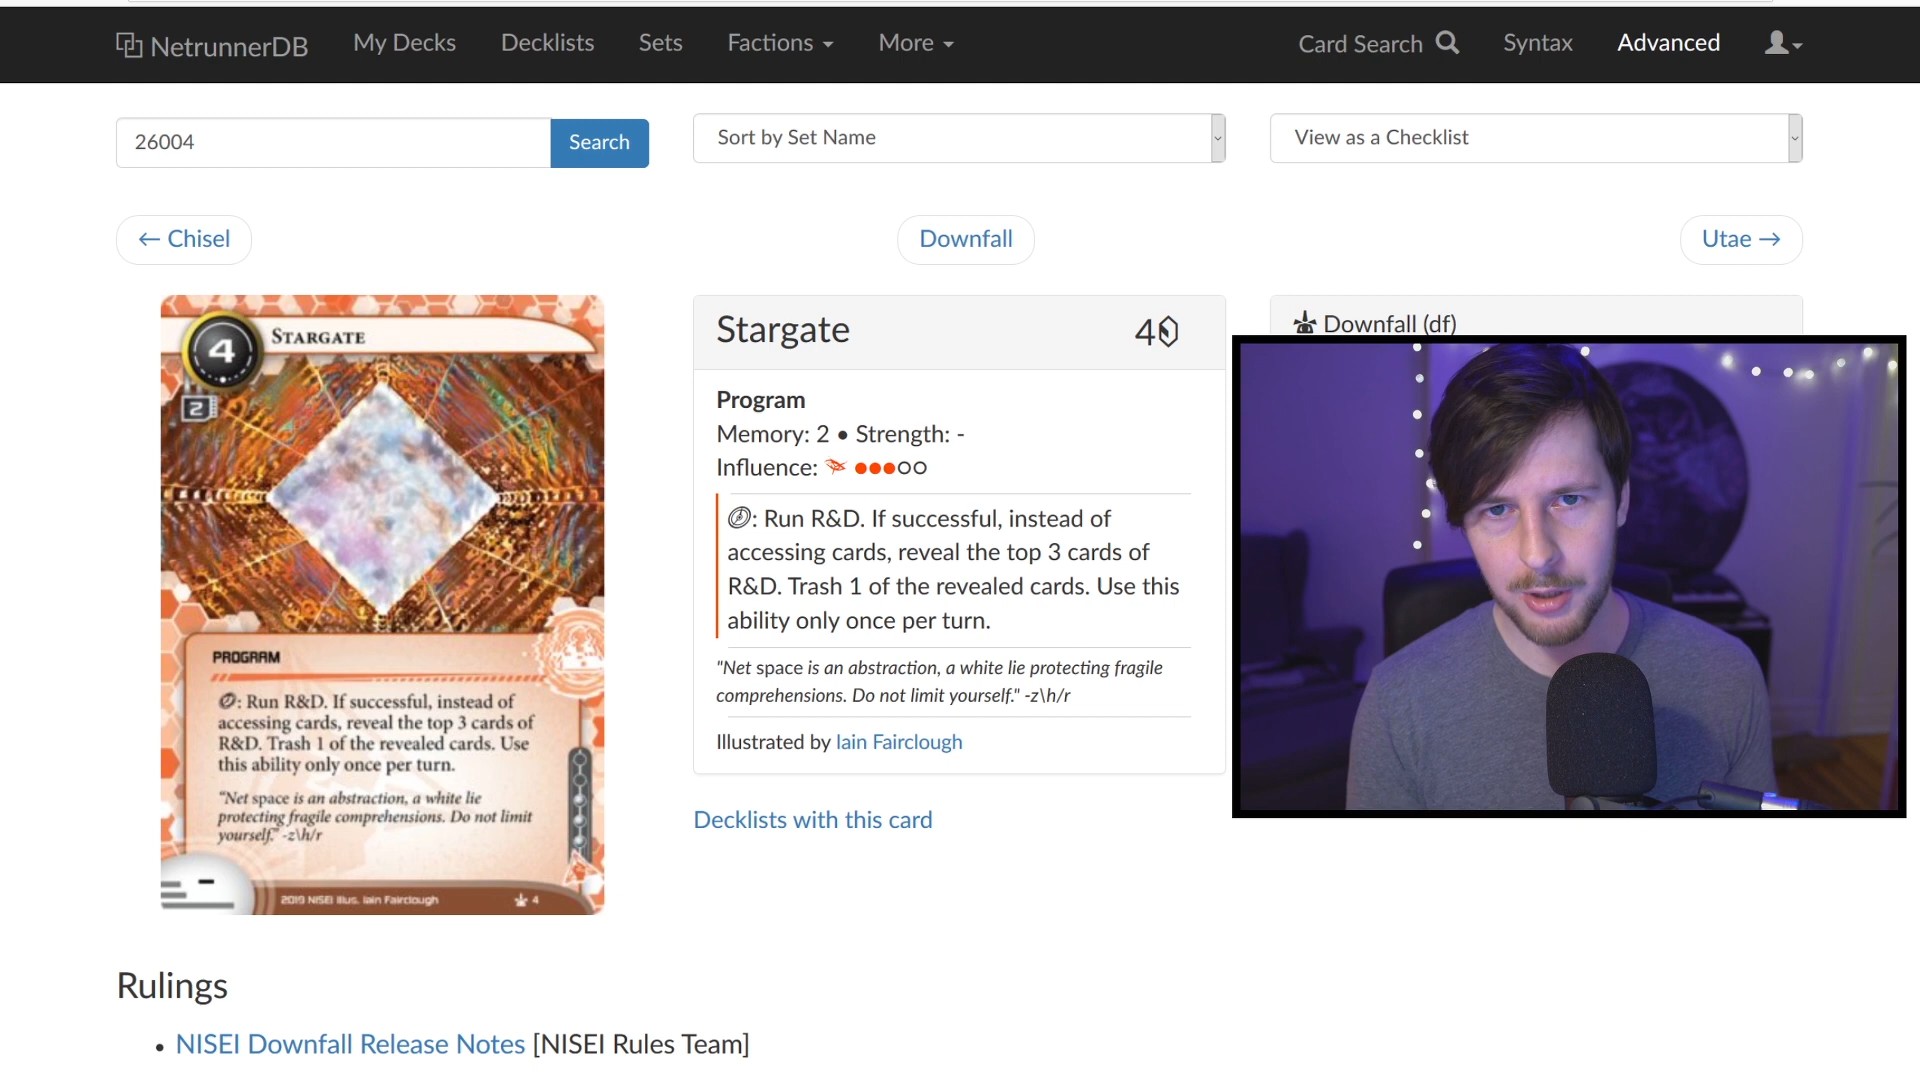 NetrunnerDB My Decks Decklists Sets Factions More Card Search Syntax Advanced
26004 Search Sort by Set Name View as a Checklist
← Chisel Downfall Utae →
4 STARGATE
2
PROGRAM
: Run R&D. If successful, instead of
accessing cards, reveal the top 3 cards of
R&D. Trash 1 of the revealed cards. Use
this ability only once per turn.
"Net space is an abstraction, a white lie
protecting fragile comprehensions. Do not limit
yourself." -z\h/r
-
2019 NISEI Illus. Iain Fairclough 4
Stargate 4
Program
Memory: 2 • Strength: -
Influence:
: Run R&D. If successful, instead of
accessing cards, reveal the top 3 cards of
R&D. Trash 1 of the revealed cards. Use this
ability only once per turn.
"Net space is an abstraction, a white lie protecting fragile
comprehensions. Do not limit yourself." -z\h/r
Illustrated by Iain Fairclough
Decklists with this card
Downfall (df)
Rulings
• NISEI Downfall Release Notes [NISEI Rules Team]